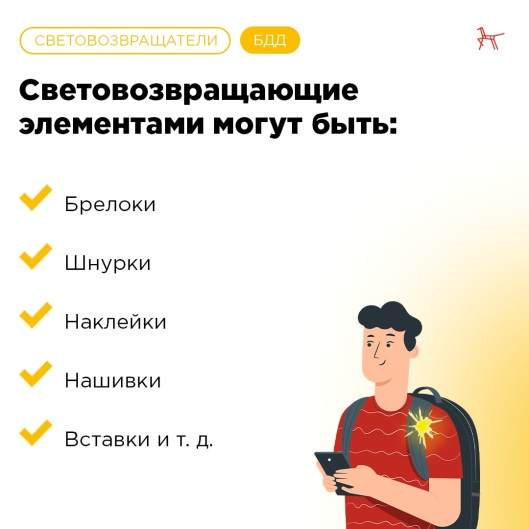 СВЕТОВОЗВРАЩАТЕЛИ
БДД
Световозвращающие
элементами могут быть:
Брелоки
Шнурки
Наклейки
Нашивки
Вставки и т. д.